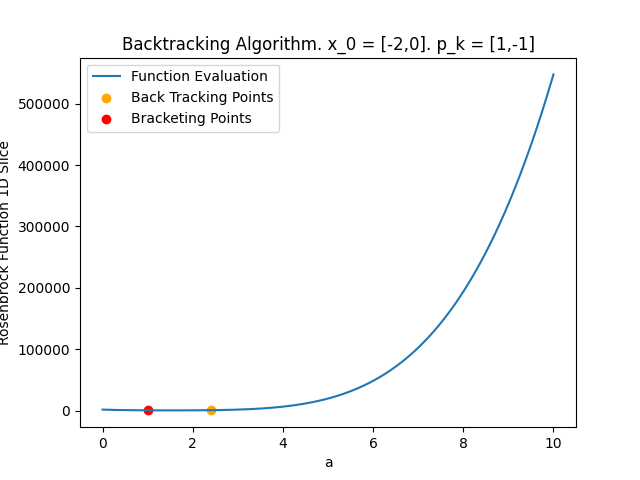 Backtracking Algorithm. x_0 = [-2,0]. p_k = [1,-1]
Function Evaluation
Back Tracking Points
Bracketing Points
Rosenbrock Function 1D Slice
500000
400000
300000
200000
100000
0
0 2 4 6 8 10
a